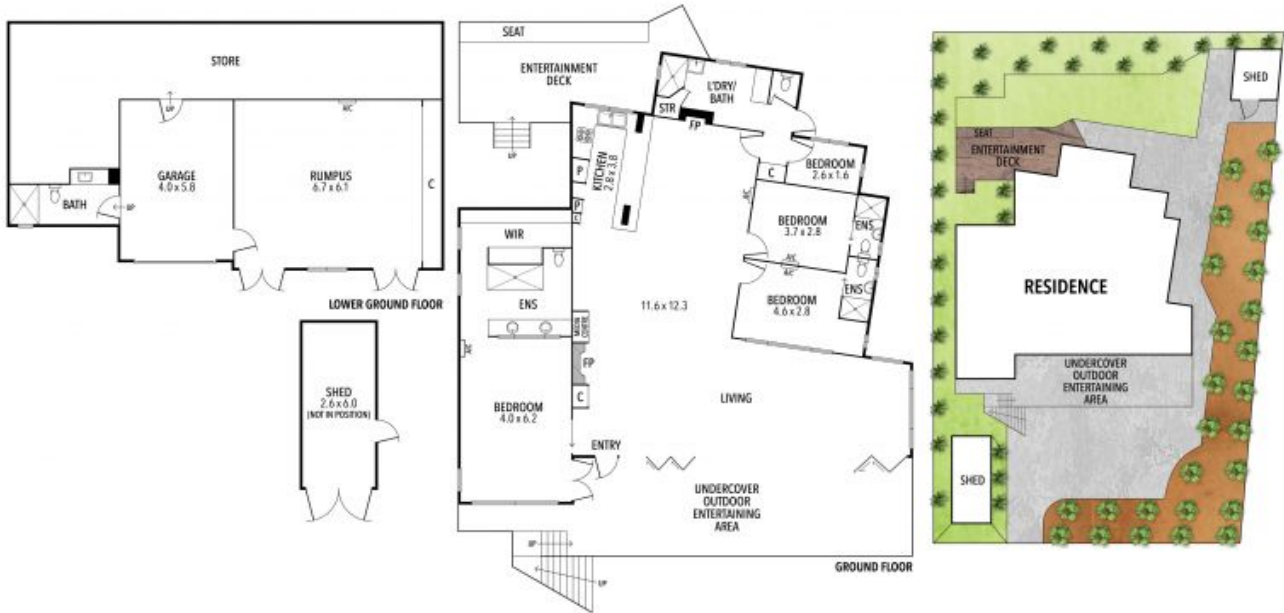 STORE
UP
A/C
GARAGE
4.0 x 5.8
RUMPUS
6.7 x 6.1
C
BATH
UP
LOWER GROUND FLOOR
SHED
2.6 x 6.0
(NOT IN POSITION)
SEAT
ENTERTAINMENT
DECK
UP
L'DRY/
BATH
STR
FP
KITCHEN
2.8 x 3.8
P
P
C
BEDROOM
2.6 x 1.6
C
A/C
BEDROOM
3.7 x 2.8
ENS
A/C
A/C
ENS
BEDROOM
4.6 x 2.8
WIR
ENS
11.6 x 12.3
MEDIA
CENTRE
A/C
FP
C
BEDROOM
4.0 x 6.2
LIVING
ENTRY
UNDERCOVER
OUTDOOR
ENTERTAINING
AREA
UP
UP
GROUND FLOOR
SHED
SEAT
ENTERTAINMENT
DECK
RESIDENCE
UNDERCOVER
OUTDOOR
ENTERTAINING
AREA
SHED